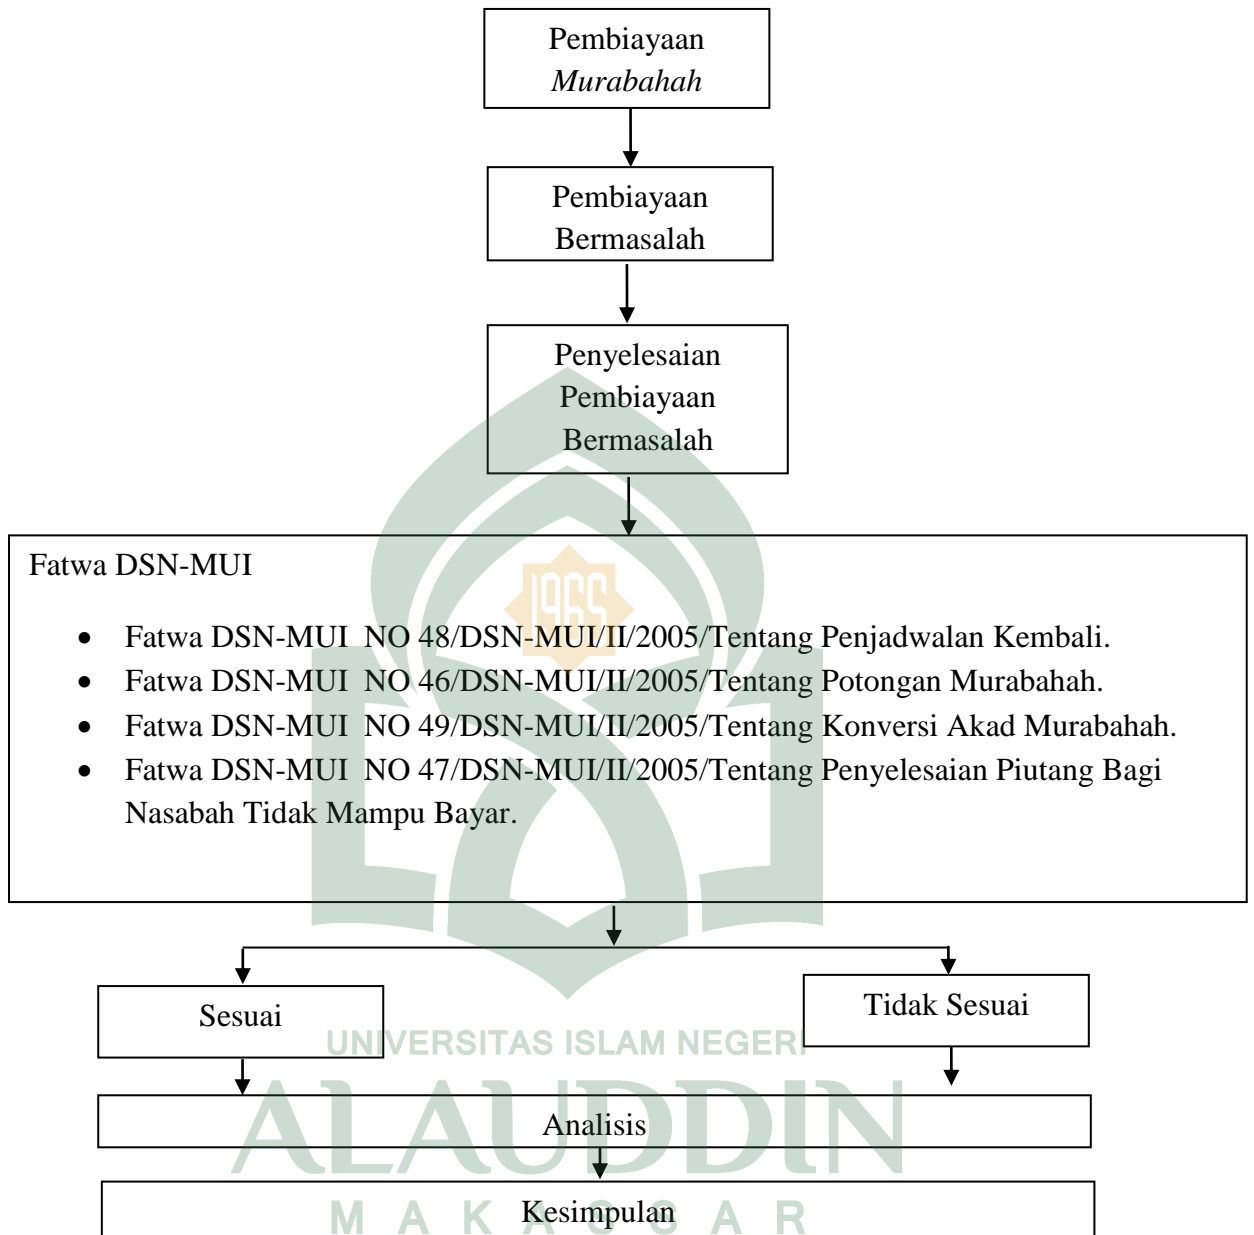 Pembiayaan
Murabahah
Pembiayaan
Bermasalah
Penyelesaian
Pembiayaan
Bermasalah
Fatwa DSN-MUI
1965
• Fatwa DSN-MUI NO 48/DSN-MUI/II/2005/Tentang Penjadwalan Kembali.
• Fatwa DSN-MUI NO 46/DSN-MUI/II/2005/Tentang Potongan Murabahah.
• Fatwa DSN-MUI NO 49/DSN-MUI/II/2005/Tentang Konversi Akad Murabahah.
• Fatwa DSN-MUI NO 47/DSN-MUI/II/2005/Tentang Penyelesaian Piutang Bagi
Nasabah Tidak Mampu Bayar.
Sesuai
Tidak Sesuai
UNIVERSITAS ISLAM NEGERI
ALAUDDIN
Analisis
MAKASSAR
Kesimpulan